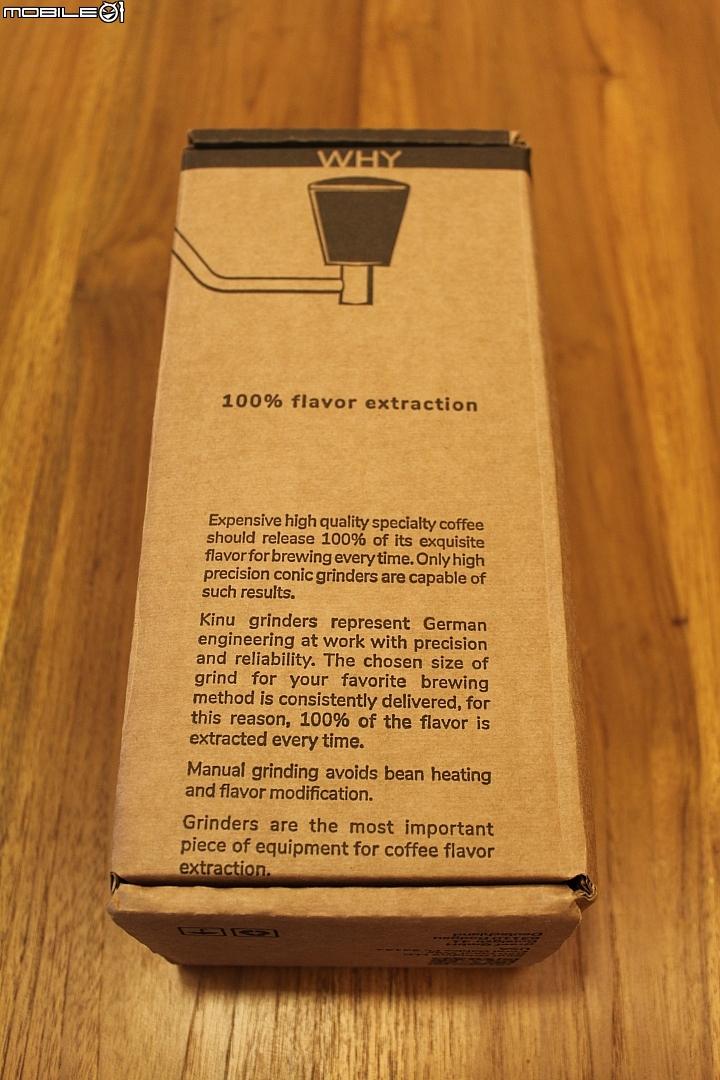 MOBILE01
WHY
100% flavor extraction
Expensive high quality specialty coffee
should release 100% of its exquisite
flavor for brewing every time. Only high
precision conic grinders are capable of
such results.
Kinu grinders represent German
engineering at work with precision
and reliability. The chosen size of
grind for your favorite brewing
method is consistently delivered, for
this reason, 100% of the flavor is
extracted every time.
Manual grinding avoids bean heating
and flavor modification.
Grinders are the most important
piece of equipment for coffee flavor
extraction.
Deutschland